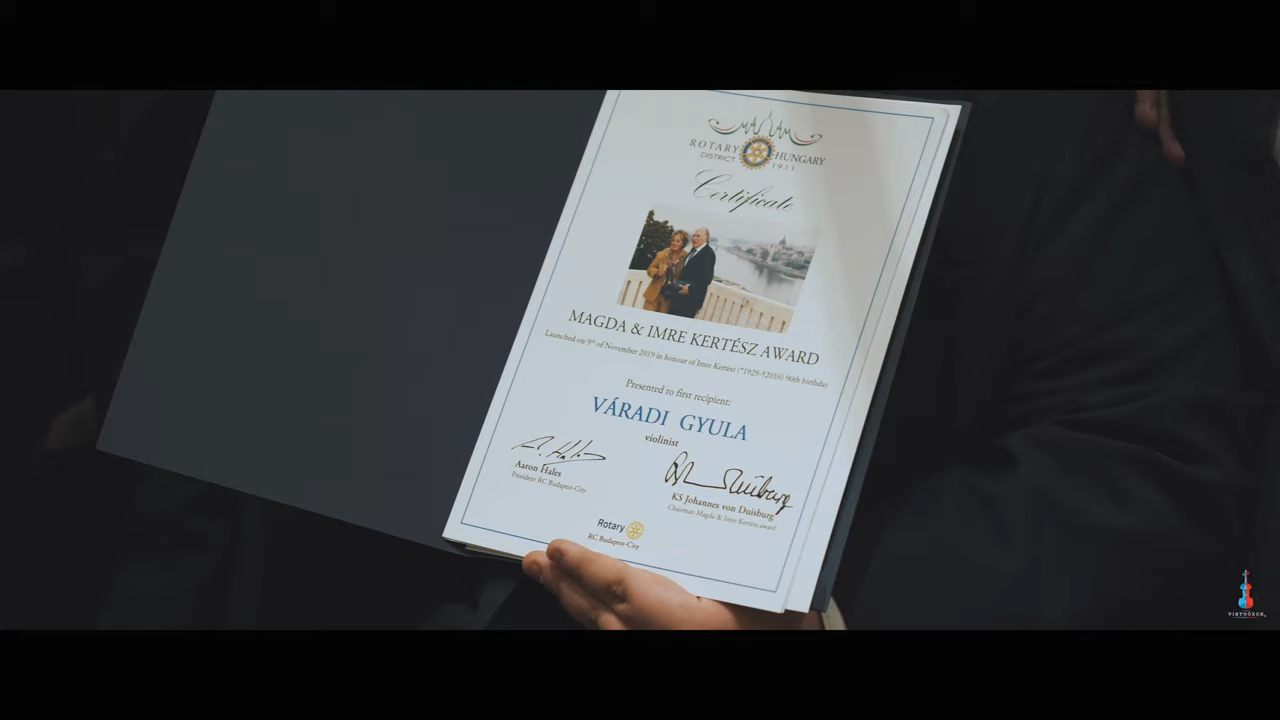 ROTARY HUNGARY
DISTRICT 1911
Certificate
MAGDA & IMRE KERTÉSZ AWARD
Launched on 9th of November 2019 in honour of Imre Kertész (*1929-†2016) 90th birthday
Presented to first recipient:
VÁRADI GYULA
violinist
Aaron Hales
President RC Budapest-City
KS Johannes von Duisburg
Chairman Magda & Imre Kertész award
Rotary
RC Budapest-City
VIRTUÓZOK